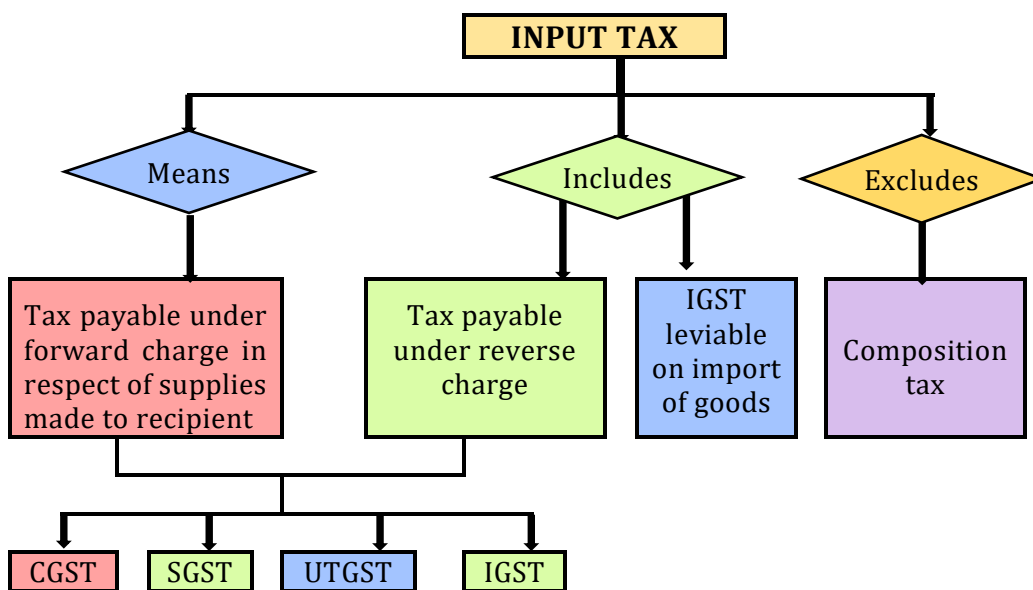 INPUT TAX
Means
Includes
Excludes
Tax payable under
forward charge in
respect of supplies
made to recipient
Tax payable
under reverse
charge
IGST
leviable
on import
of goods
Composition
tax
CGST
SGST
UTGST
IGST